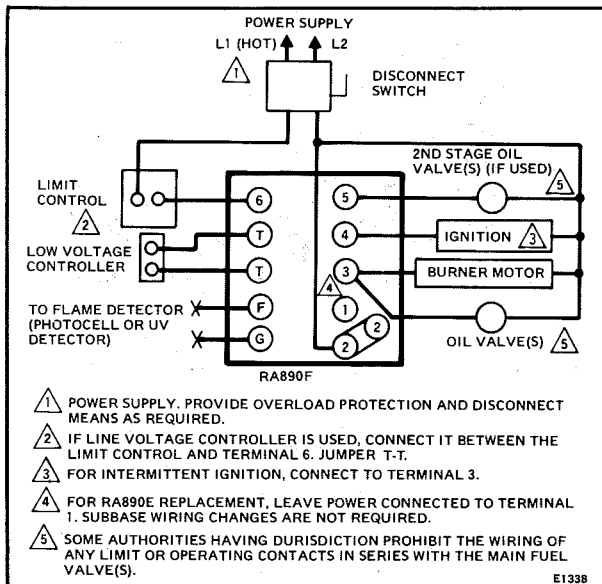 POWER SUPPLY
L1 (HOT) L2
1
DISCONNECT
SWITCH
2ND STAGE OIL
VALVE(S) (IF USED)
5
LIMIT
CONTROL
2
6
5
T
4
IGNITION 3
LOW VOLTAGE
CONTROLLER
T
3
BURNER MOTOR
4
TO FLAME DETECTOR
(PHOTOCELL OR UV
DETECTOR)
F
1
G
2
2
OIL VALVE(S)
5
RA890F
1 POWER SUPPLY. PROVIDE OVERLOAD PROTECTION AND DISCONNECT
MEANS AS REQUIRED.
2 IF LINE VOLTAGE CONTROLLER IS USED, CONNECT IT BETWEEN THE
LIMIT CONTROL AND TERMINAL 6. JUMPER T-T.
3 FOR INTERMITTENT IGNITION, CONNECT TO TERMINAL 3.
4 FOR RA890E REPLACEMENT, LEAVE POWER CONNECTED TO TERMINAL
1. SUBBASE WIRING CHANGES ARE NOT REQUIRED.
5 SOME AUTHORITIES HAVING DURISDICTION PROHIBIT THE WIRING OF
ANY LIMIT OR OPERATING CONTACTS IN SERIES WITH THE MAIN FUEL
VALVE(S).
E1338